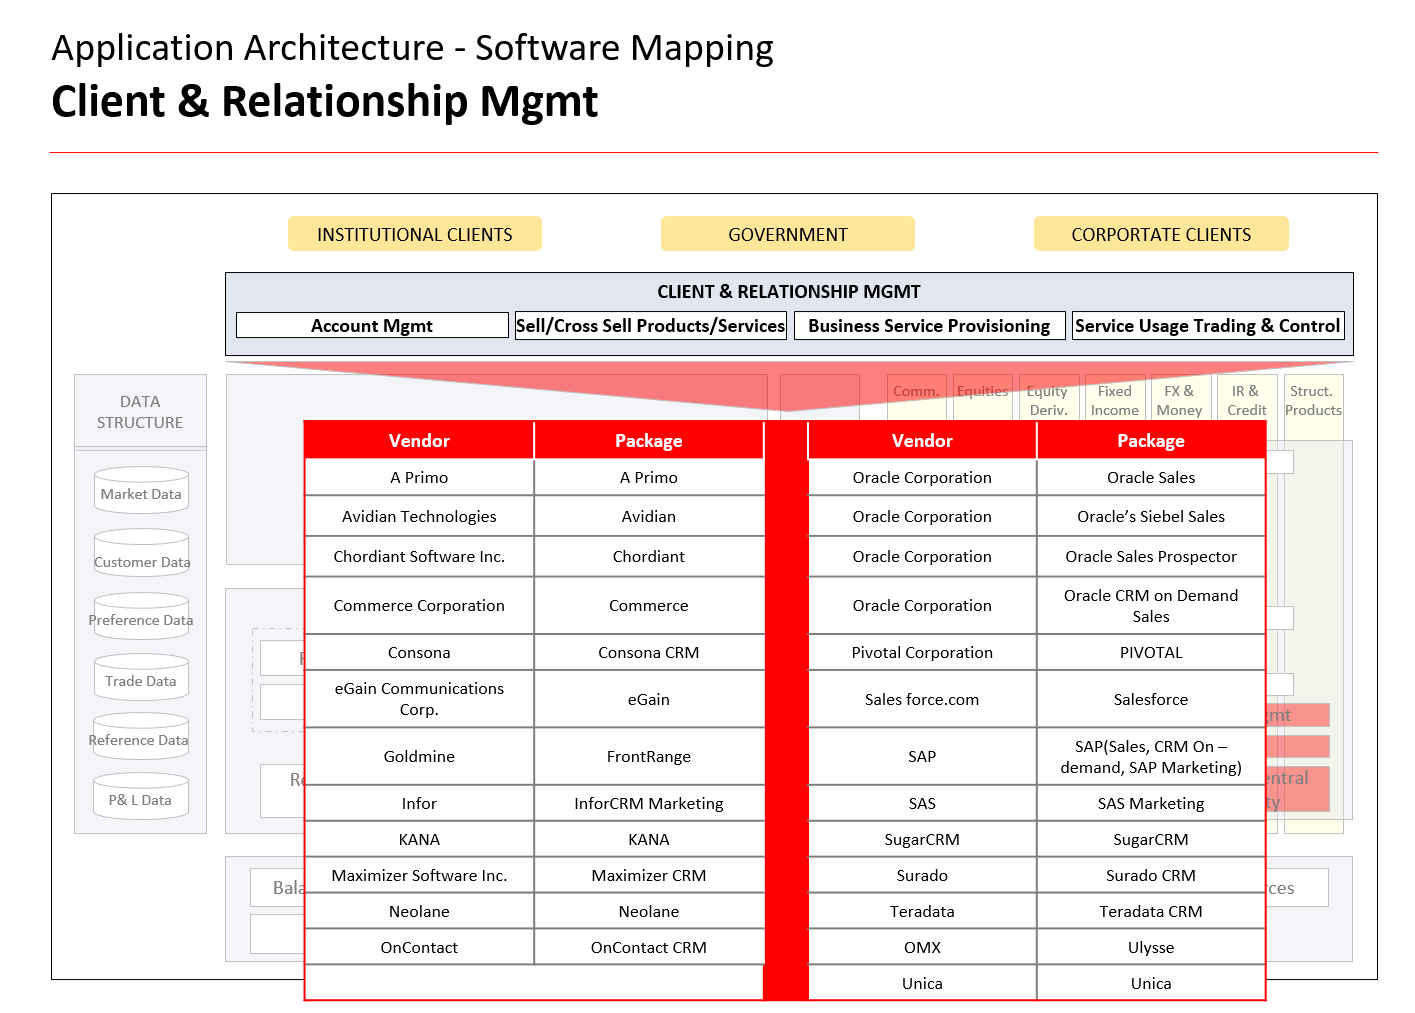 Application Architecture - Software Mapping
Client & Relationship Mgmt
INSTITUTIONAL CLIENTS
GOVERNMENT
CORPORTATE CLIENTS
CLIENT & RELATIONSHIP MGMT
Account Mgmt
Sell/Cross Sell Products/Services
Business Service Provisioning
Service Usage Trading & Control
DATA
STRUCTURE
Market Data
Customer Data
Preference Data
Trade Data
Reference Data
P& L Data
Comm.
Equities
Equity
Deriv.
Fixed
Income
FX &
Money
IR &
Credit
Struct.
Products
Vendor Package Vendor Package
A Primo A Primo Oracle Corporation Oracle Sales
Avidian Technologies Avidian Oracle Corporation Oracle’s Siebel Sales
Chordiant Software Inc. Chordiant Oracle Corporation Oracle Sales Prospector
Commerce Corporation Commerce Oracle Corporation Oracle CRM on Demand
Sales
Consona Consona CRM Pivotal Corporation PIVOTAL
eGain Communications
Corp.
eGain Sales force.com Salesforce
Goldmine FrontRange SAP SAP(Sales, CRM On –
demand, SAP Marketing)
Infor InforCRM Marketing SAS SAS Marketing
KANA KANA SugarCRM SugarCRM
Maximizer Software Inc. Maximizer CRM Surado Surado CRM
Neolane Neolane Teradata Teradata CRM
OnContact OnContact CRM OMX Ulysse
Unica Unica